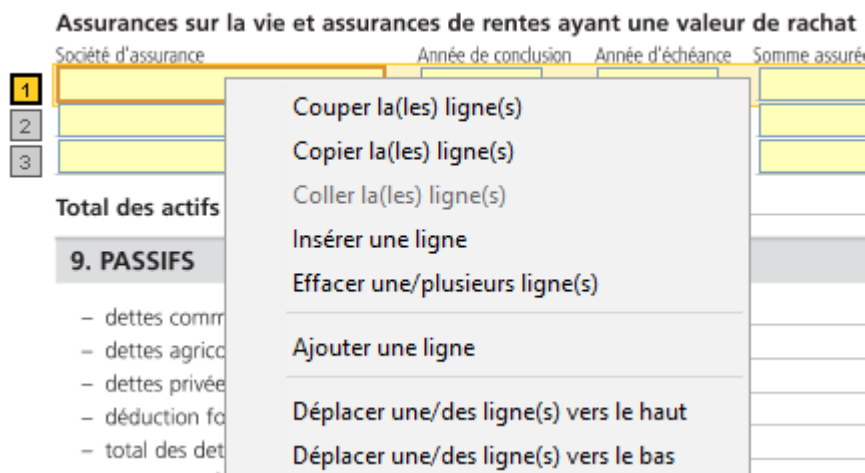 Assurances sur la vie et assurances de rentes ayant une valeur de rachat
Société d'assurance Année de conclusion Année d'échéance Somme assurée
1
2
3
Couper la(les) ligne(s)
Copier la(les) ligne(s)
Coller la(les) ligne(s)
Insérer une ligne
Effacer une/plusieurs ligne(s)
Ajouter une ligne
Déplacer une/des ligne(s) vers le haut
Déplacer une/des ligne(s) vers le bas
Total des actifs
9. PASSIFS
– dettes comm
– dettes agrico
– dettes privée
– déduction fo
– total des det